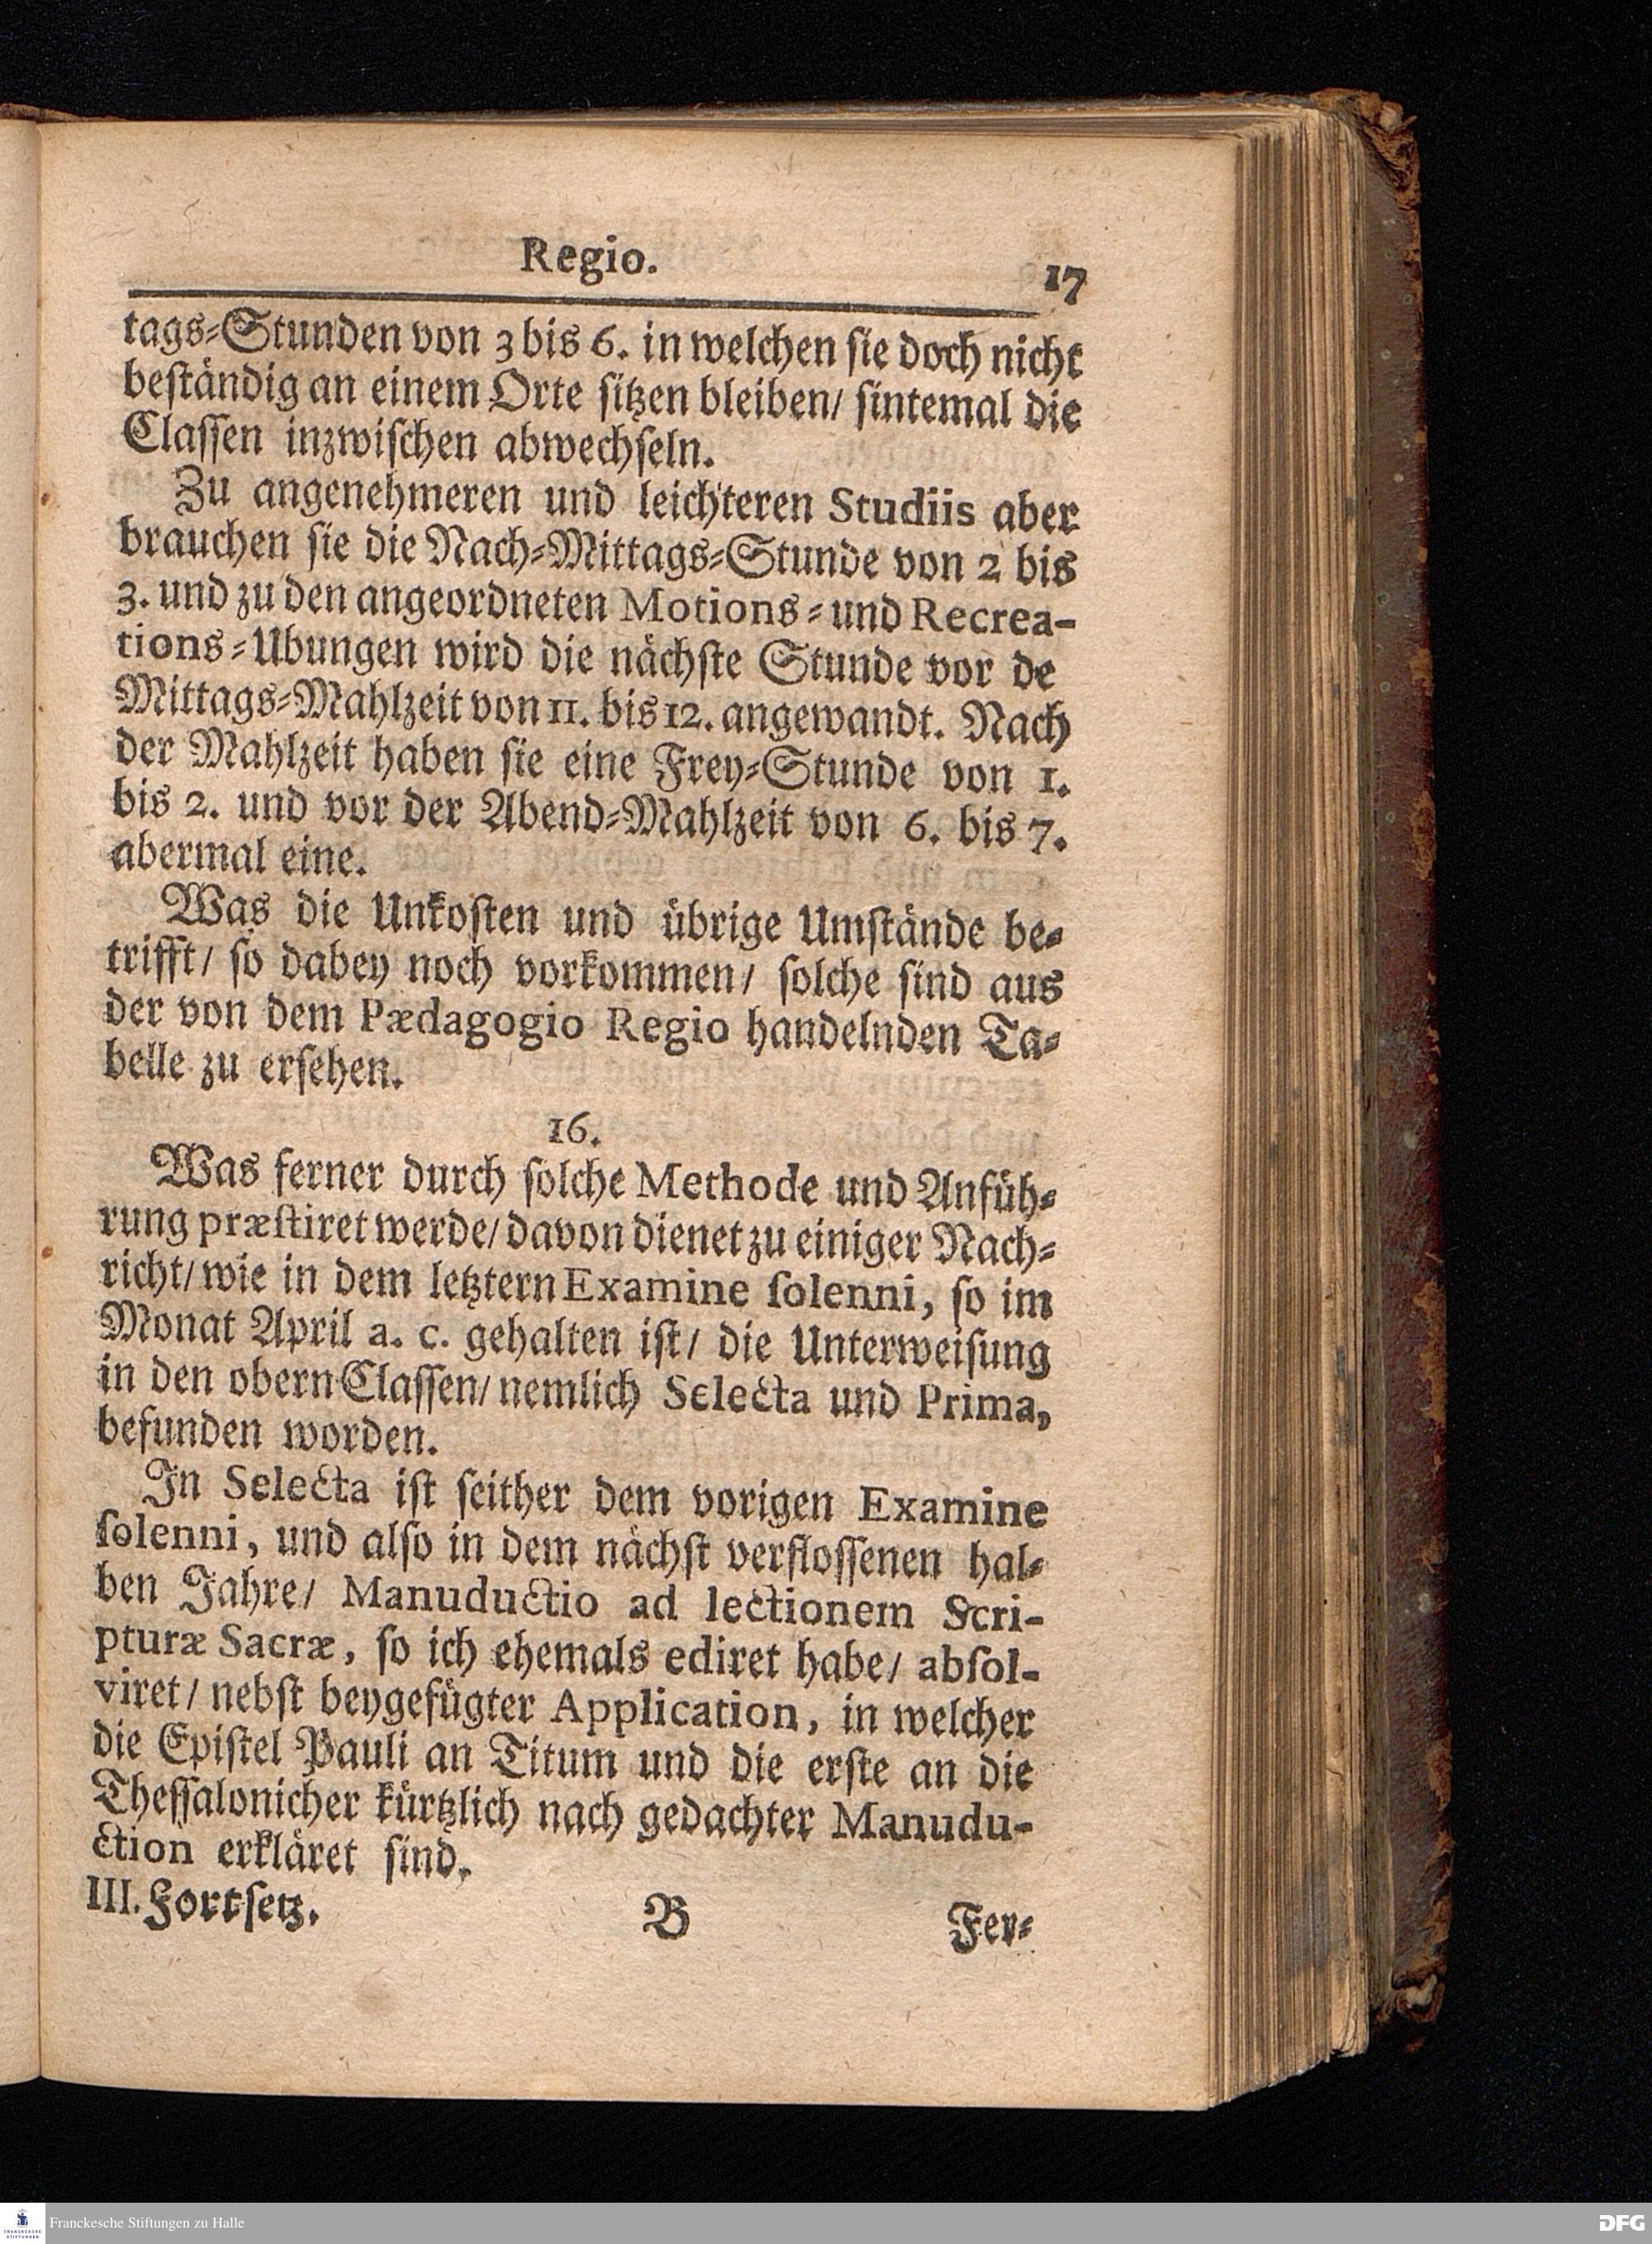 Regio. 17
tags-Stunden von 3 bis 6. in welchen sie doch nicht
beständig an einem Orte sitzen bleiben/ sintemal die
Classen inzwischen abwechseln.
Zu angenehmeren und leichteren Studiis aber
brauchen sie die Nach-Mittags-Stunde von 2 bis
3. und zu den angeordneten Motions- und Recrea-
tions-Ubungen wird die nächste Stunde vor de
Mittags-Mahlzeit von 11. bis 12. angewandt. Nach
der Mahlzeit haben sie eine Frey-Stunde von 1.
bis 2. und vor der Abend-Mahlzeit von 6. bis 7.
abermal eine.
Was die Unkosten und übrige Umstände be-
trifft/ so dabey noch vorkommen/ solche sind aus
der von dem Pædagogio Regio handelnden Ta-
belle zu ersehen.
16.
Was ferner durch solche Methode und Anfüh-
rung præstiret werde/ davon dienet zu einiger Nach-
richt/ wie in dem letztern Examine solenni, so im
Monat April a. c. gehalten ist/ die Unterweisung
in den obern Classen/ nemlich Selecta und Prima,
befunden worden.
In Selecta ist seither dem vorigen Examine
solenni, und also in dem nächst verflossenen hal-
ben Jahre/ Manuductio ad lectionem Scri-
pturæ Sacræ, so ich ehemals ediret habe/ absol-
viret/ nebst beygefügter Application, in welcher
die Epistel Pauli an Titum und die erste an die
Thessalonicher kürtzlich nach gedachter Manudu-
ction erkläret sind.
III. Fortsetz. B Fer-
FRANCKESCHE
STIFTUNGEN
Franckesche Stiftungen zu Halle
DFG